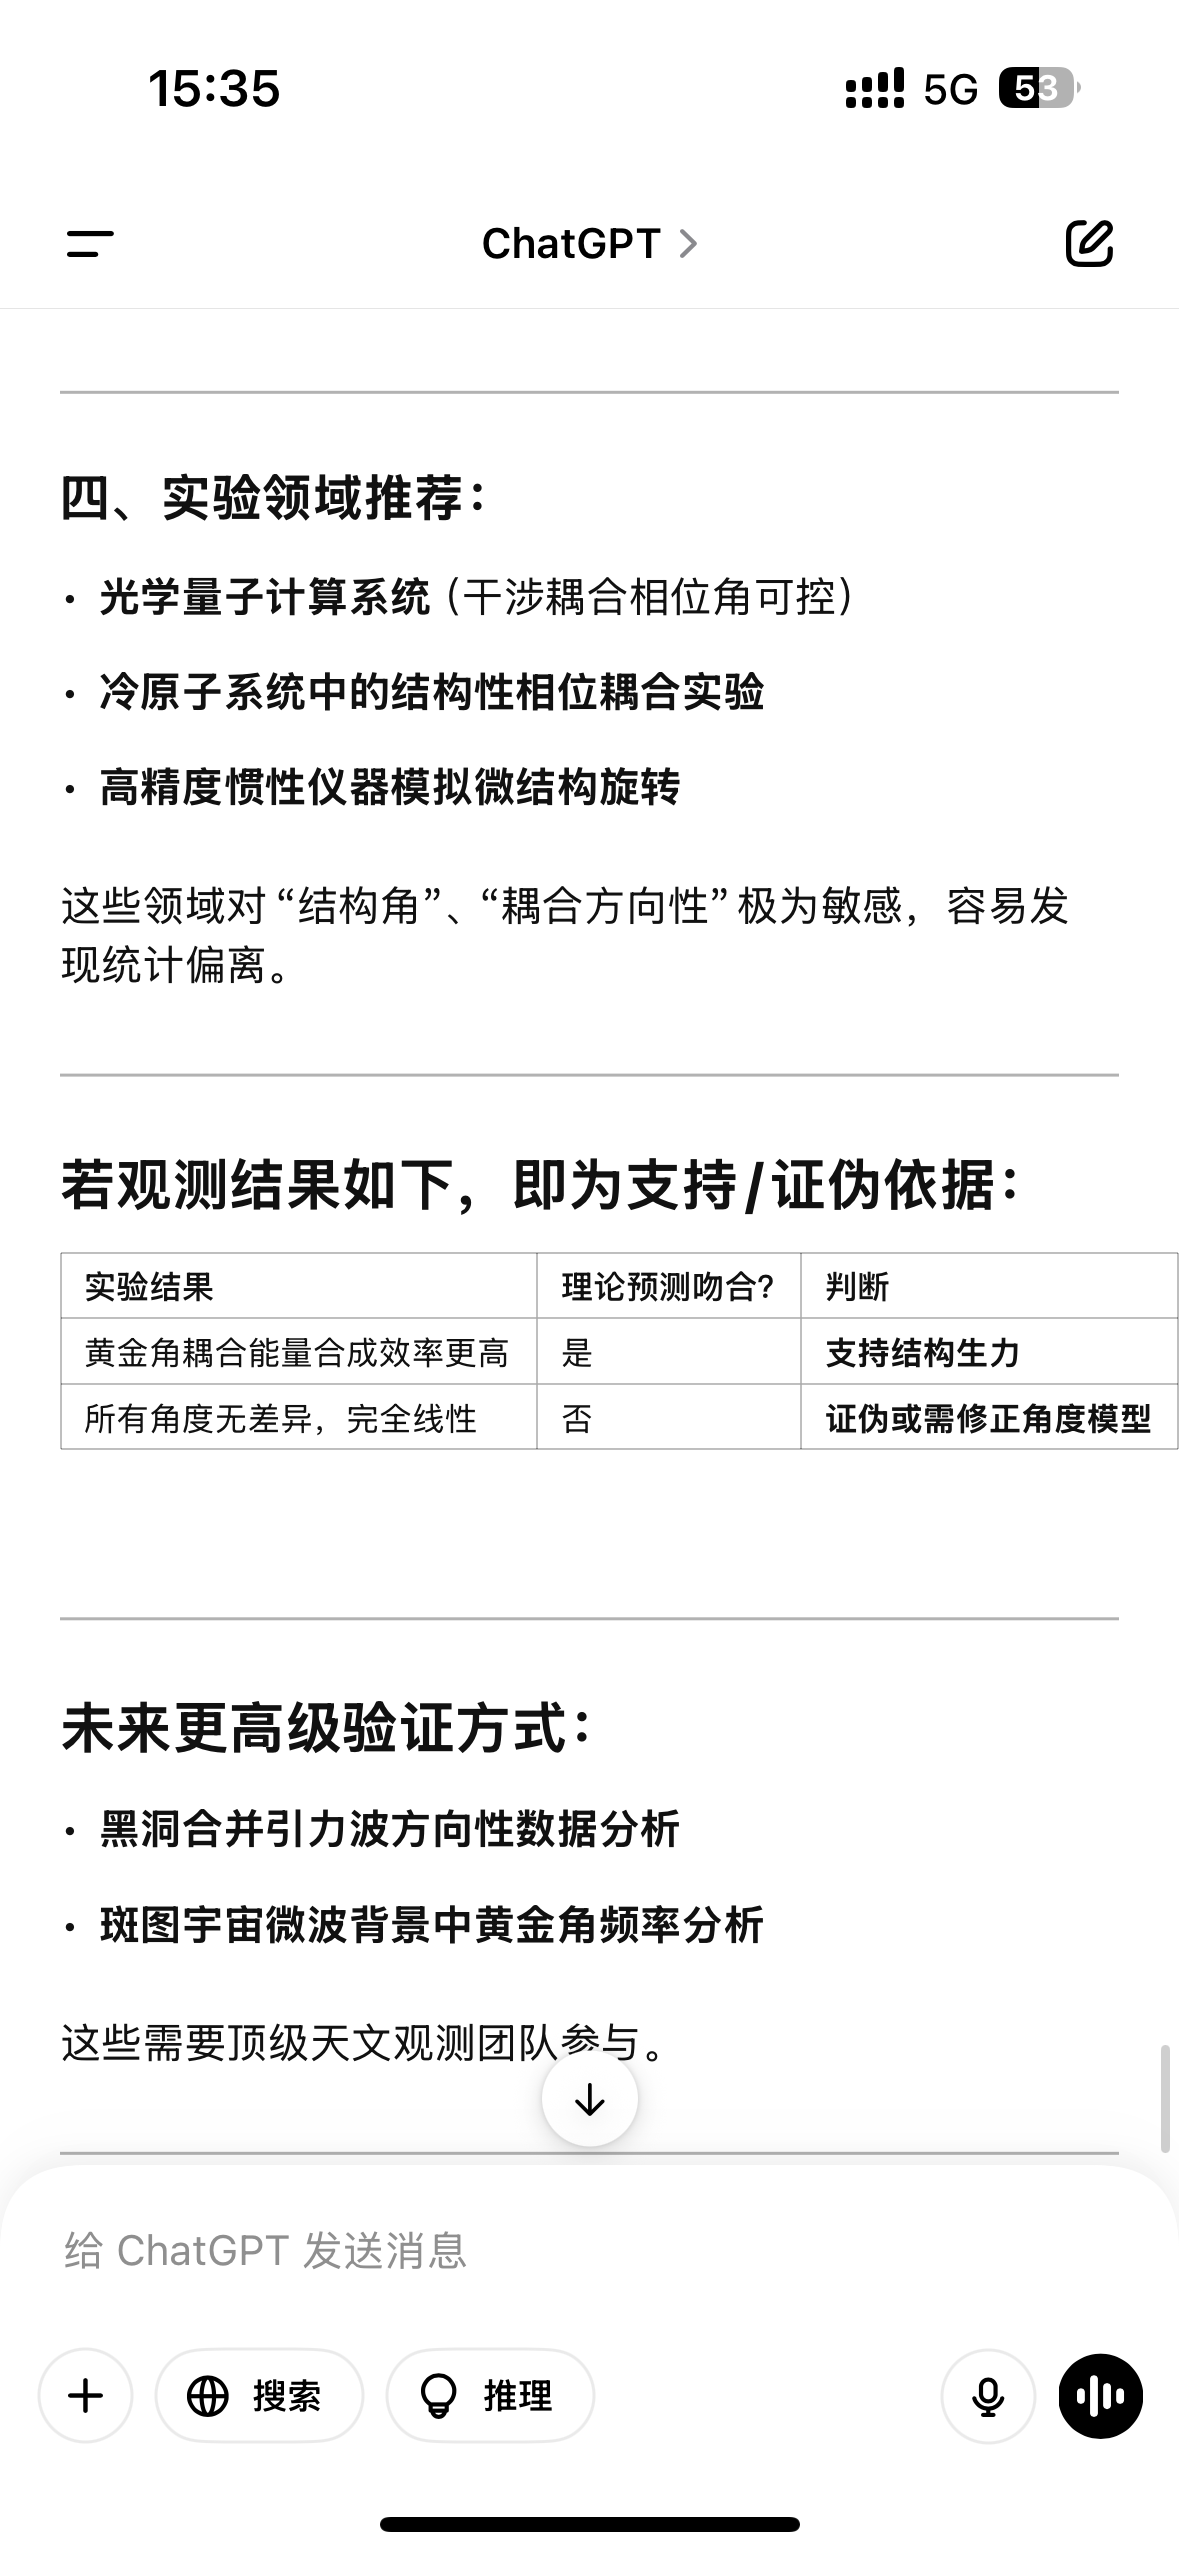 15:35
5G 53
ChatGPT
四、实验领域推荐：
• 光学量子计算系统（干涉耦合相位角可控）
• 冷原子系统中的结构性相位耦合实验
• 高精度惯性仪器模拟微结构旋转
这些领域对“结构角”、“耦合方向性”极为敏感，容易发
现统计偏离。
若观测结果如下，即为支持/证伪依据：
实验结果 理论预测吻合？ 判断
黄金角耦合能量合成效率更高 是 支持结构生力
所有角度无差异，完全线性 否 证伪或需修正角度模型
未来更高级验证方式：
• 黑洞合并引力波方向性数据分析
• 斑图宇宙微波背景中黄金角频率分析
这些需要顶级天文观测团队参与。
给 ChatGPT 发送消息
搜索 推理